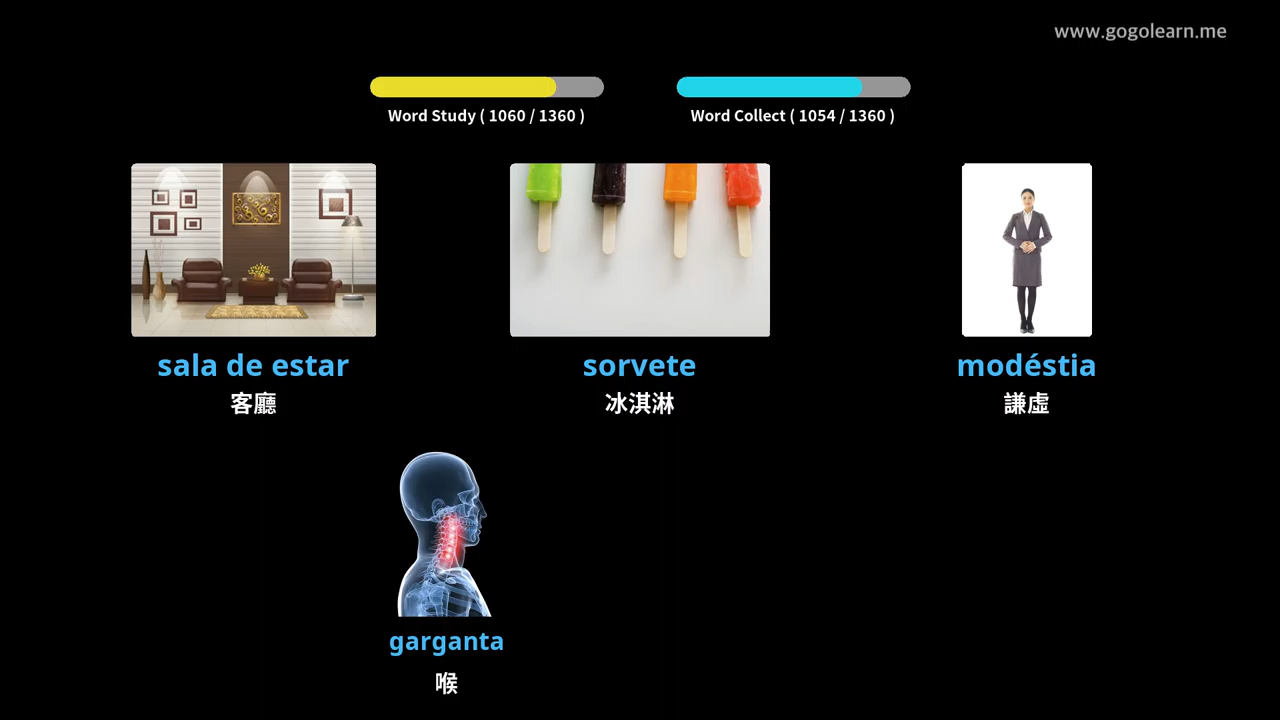 www.gogolearn.me
Word Study ( 1060 / 1360 )
Word Collect ( 1054 / 1360 )
sala de estar
客廳
sorvete
冰淇淋
modéstia
謙虛
garganta
喉